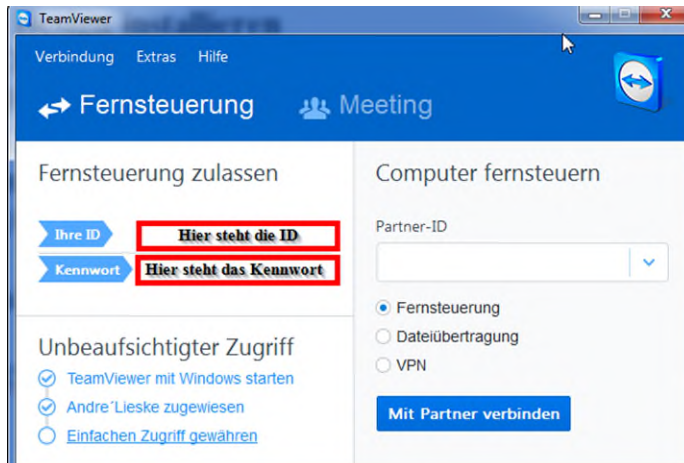 TeamViewer
installieren
Verbindung Extras Hilfe
Fernsteuerung Meeting
Fernsteuerung zulassen
Ihre ID Hier steht die ID
Kennwort Hier steht das Kennwort
Unbeaufsichtigter Zugriff
TeamViewer mit Windows starten
Andre´Lieske zugewiesen
Einfachen Zugriff gewähren
Computer fernsteuern
Partner-ID
Fernsteuerung
Dateiübertragung
VPN
Mit Partner verbinden